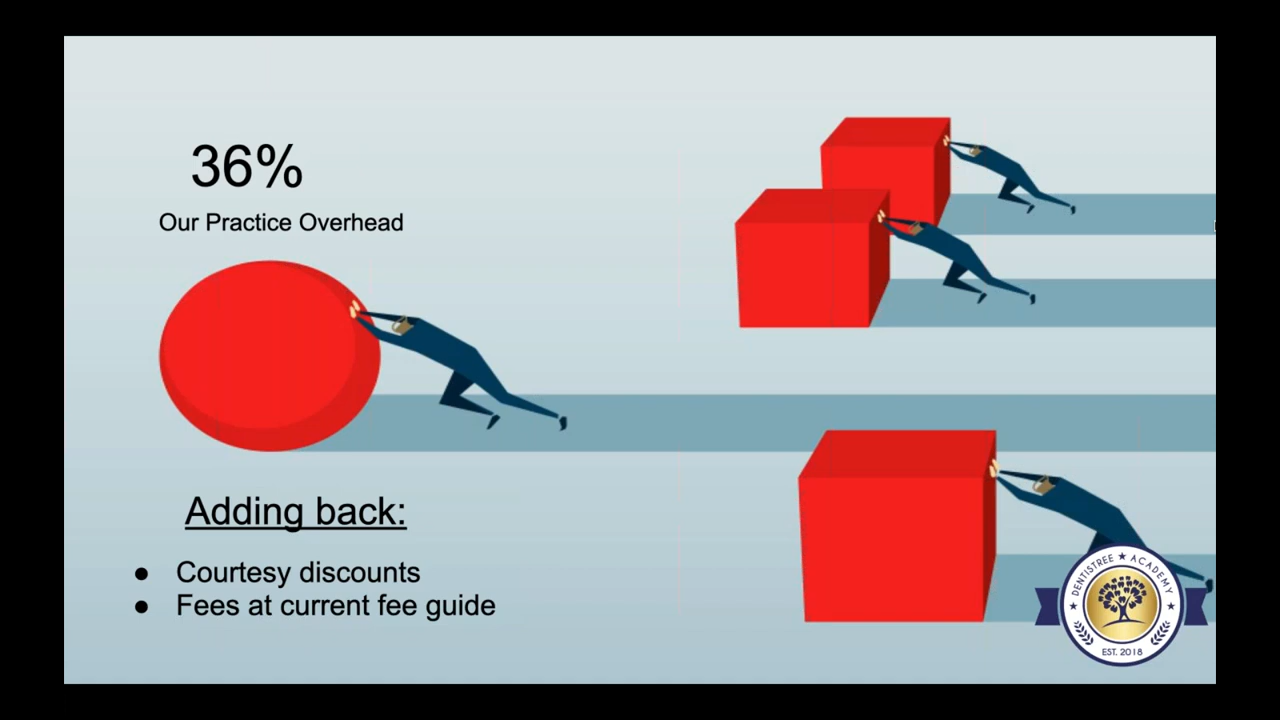 36%
Our Practice Overhead
Adding back:
● Courtesy discounts
● Fees at current fee guide
DENTISTREE ★ ACADEMY
EST. 2018